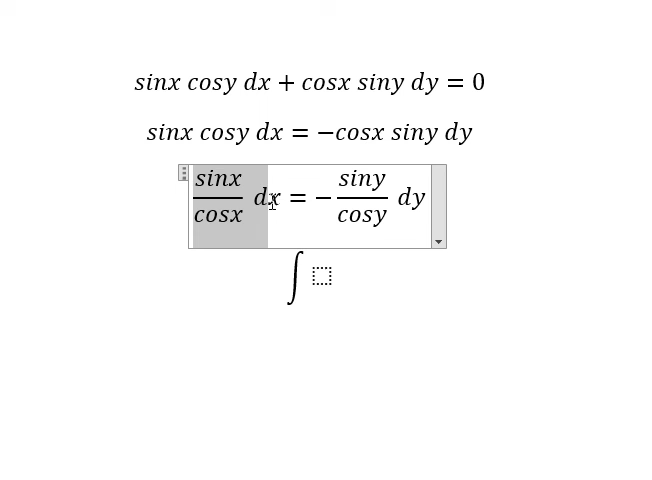 sinx cosy dx + cosx siny dy = 0
sinx cosy dx = −cosx siny dy
sinx/cosx dx = − siny/cosy dy
∫